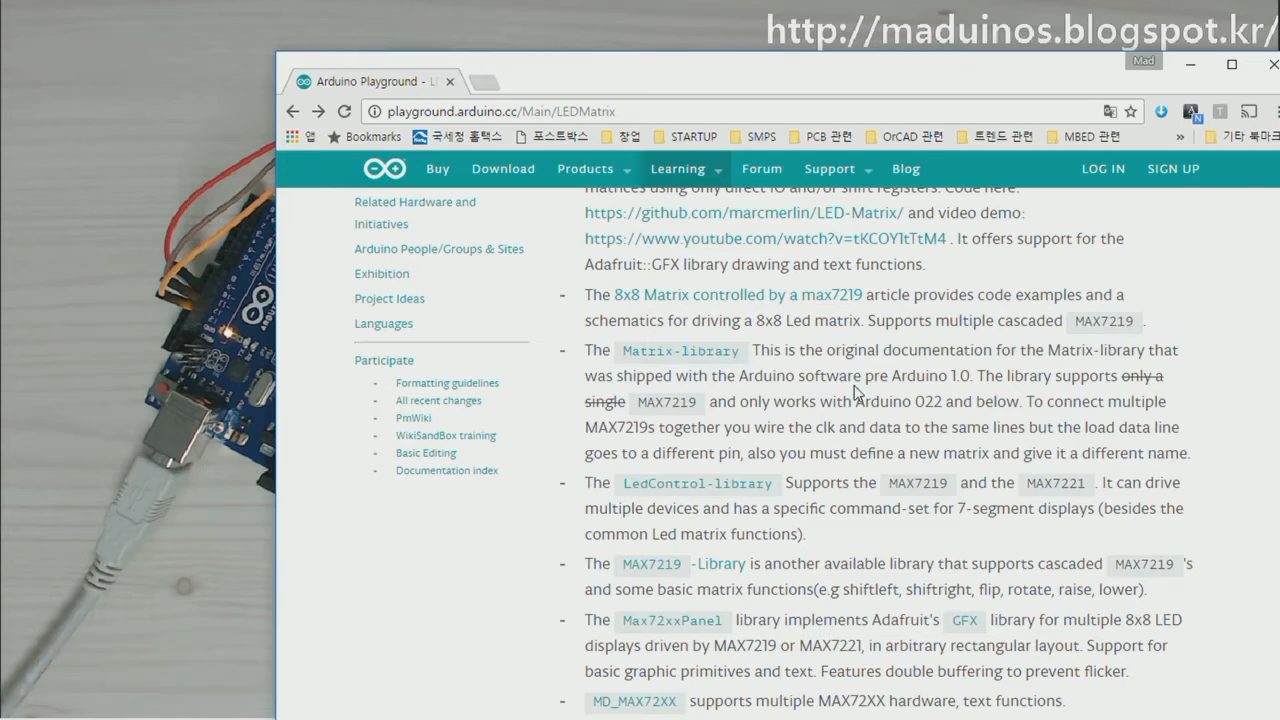 http://maduinos.blogspot.kr/
Mad
Arduino Playground - L
playground.arduino.cc/Main/LEDMatrix
앱 Bookmarks 국세청 홈택스 포스트박스 창업 STARTUP SMPS PCB 관련 OrCAD 관련 트렌드 관련 MBED 관련 » 기타 북마크
Buy Download Products Learning Forum Support Blog LOG IN SIGN UP
Related Hardware and
Initiatives
Arduino People/Groups & Sites
Exhibition
Project Ideas
Languages
Participate
- Formatting guidelines
- All recent changes
- PmWiki
- WikiSandBox training
- Basic Editing
- Documentation index
matrices using only direct IO and/or shift registers. Code here:
https://github.com/marcmerlin/LED-Matrix/ and video demo:
https://www.youtube.com/watch?v=tKCOY1tTtM4 . It offers support for the
Adafruit::GFX library drawing and text functions.
- The 8x8 Matrix controlled by a max7219 article provides code examples and a
schematics for driving a 8x8 Led matrix. Supports multiple cascaded MAX7219 .
- The Matrix-library This is the original documentation for the Matrix-library that
was shipped with the Arduino software pre Arduino 1.0. The library supports only a
single MAX7219 and only works with Arduino 022 and below. To connect multiple
MAX7219s together you wire the clk and data to the same lines but the load data line
goes to a different pin, also you must define a new matrix and give it a different name.
- The LedControl-library Supports the MAX7219 and the MAX7221 . It can drive
multiple devices and has a specific command-set for 7-segment displays (besides the
common Led matrix functions).
- The MAX7219 -Library is another available library that supports cascaded MAX7219 's
and some basic matrix functions(e.g shiftleft, shiftright, flip, rotate, raise, lower).
- The Max72xxPanel library implements Adafruit's GFX library for multiple 8x8 LED
displays driven by MAX7219 or MAX7221, in arbitrary rectangular layout. Support for
basic graphic primitives and text. Features double buffering to prevent flicker.
- MD_MAX72XX supports multiple MAX72XX hardware, text functions.